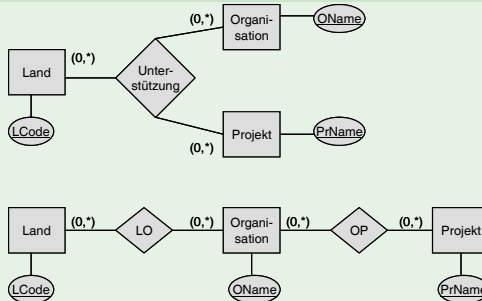 Organi-
sation
OName
(0,*)
(0,*)
Land
Unter-
stützung
LCode
Projekt
PrName
(0,*)
Land
(0,*)
LO
(0,*)
Organi-
sation
(0,*)
OP
(0,*)
Projekt
LCode
OName
PrName